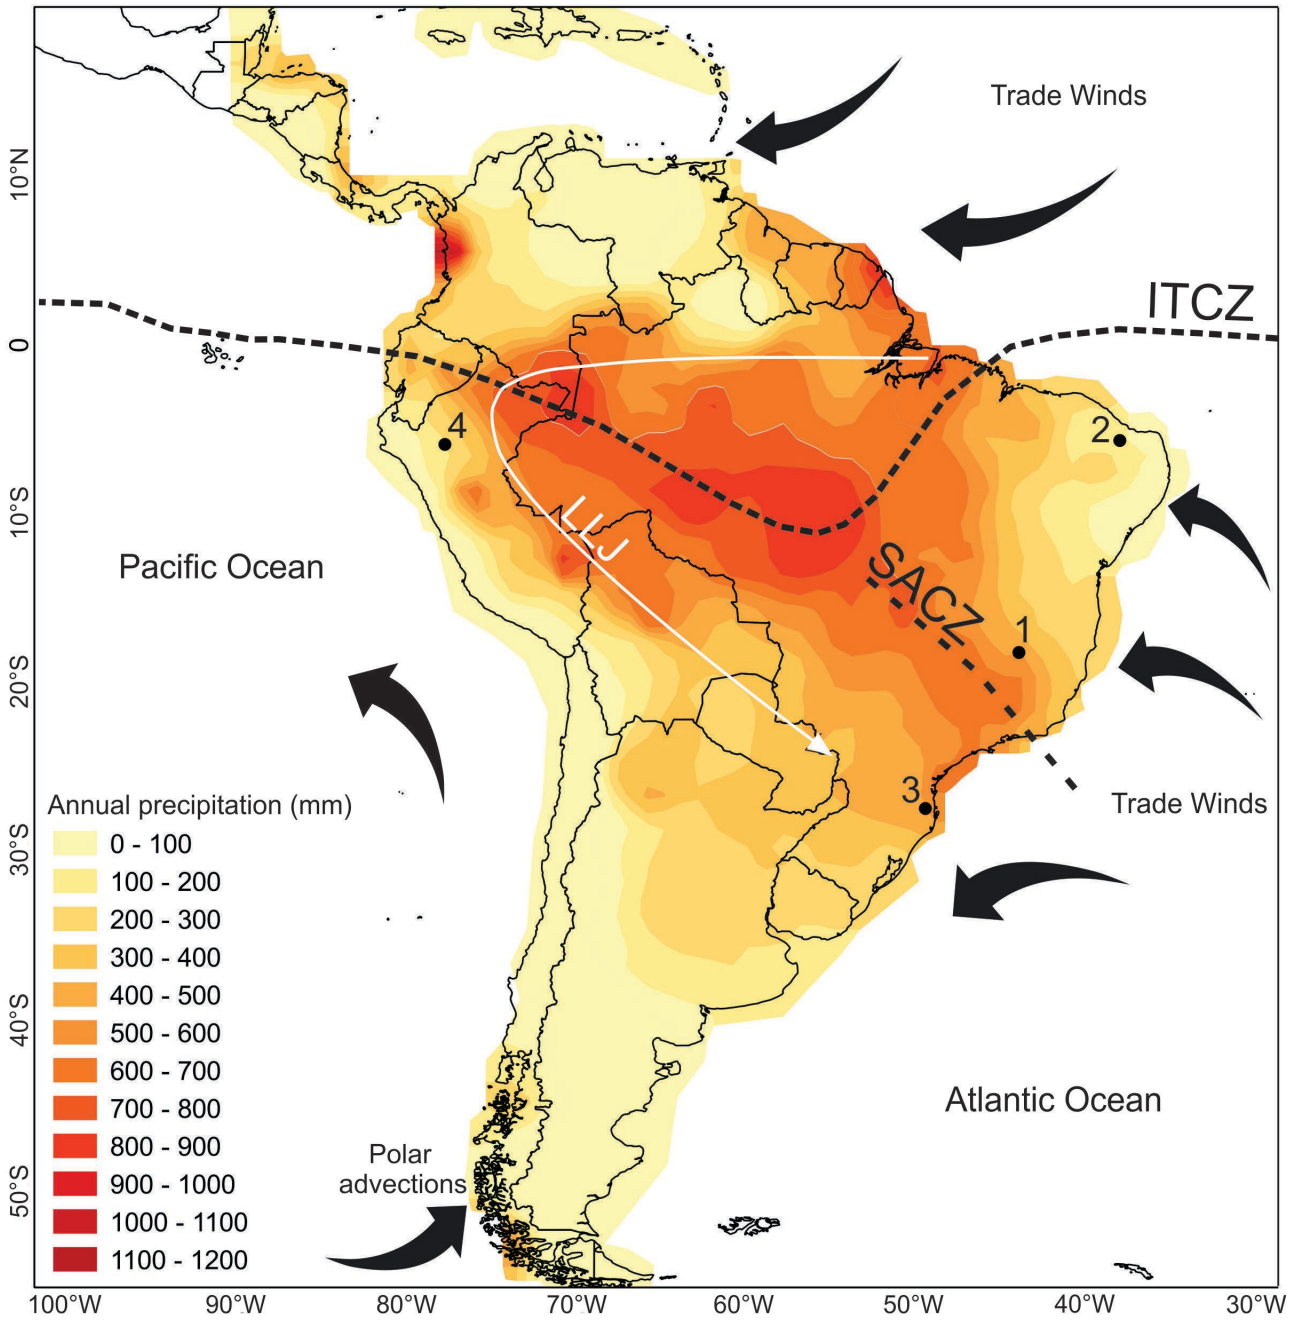 Trade Winds
10°N
ITCZ
0
4
2
LLJ
10°S
Pacific Ocean
SACZ
1
20°S
3
Trade Winds
Annual precipitation (mm)
0 - 100
30°S
100 - 200
200 - 300
300 - 400
400 - 500
40°S
500 - 600
600 - 700
700 - 800
800 - 900
900 - 1000
1000 - 1100
1100 - 1200
Atlantic Ocean
Polar
advections
50°S
100°W 90°W 80°W 70°W 60°W 50°W 40°W 30°W